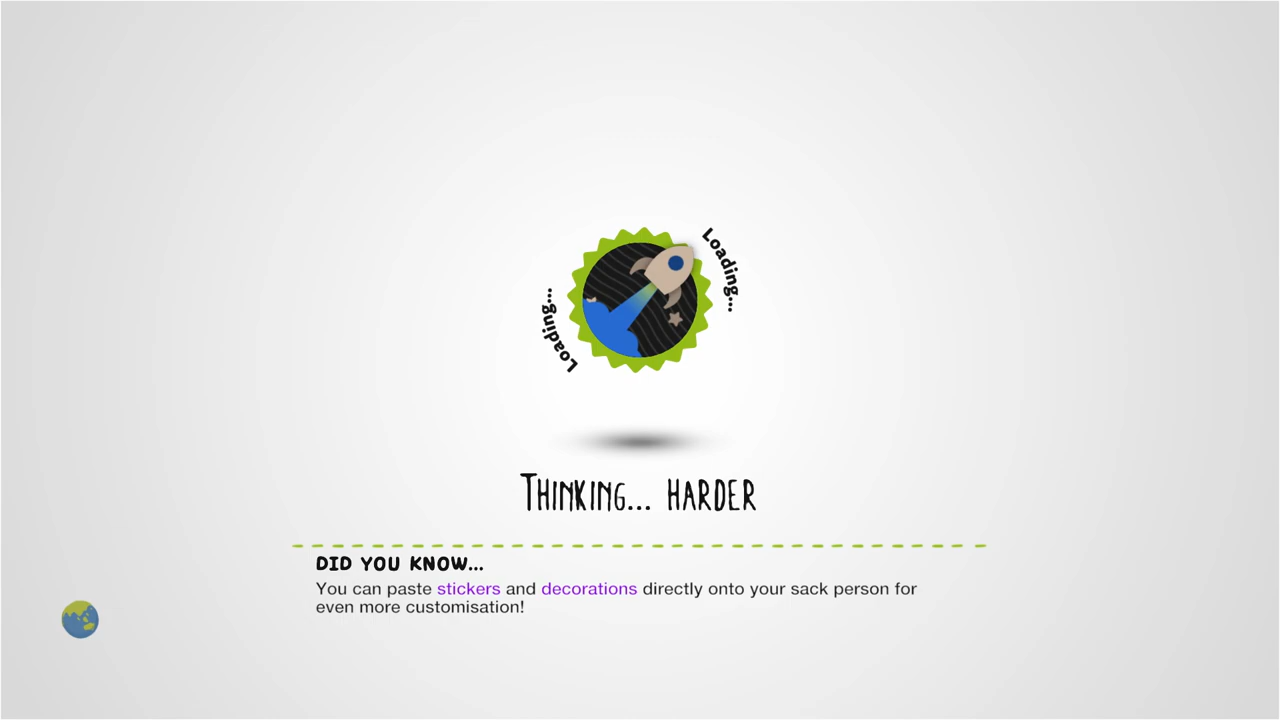 Loading...
Loading...
Thinking... harder
DID YOU KNOW...
You can paste stickers and decorations directly onto your sack person for
even more customisation!